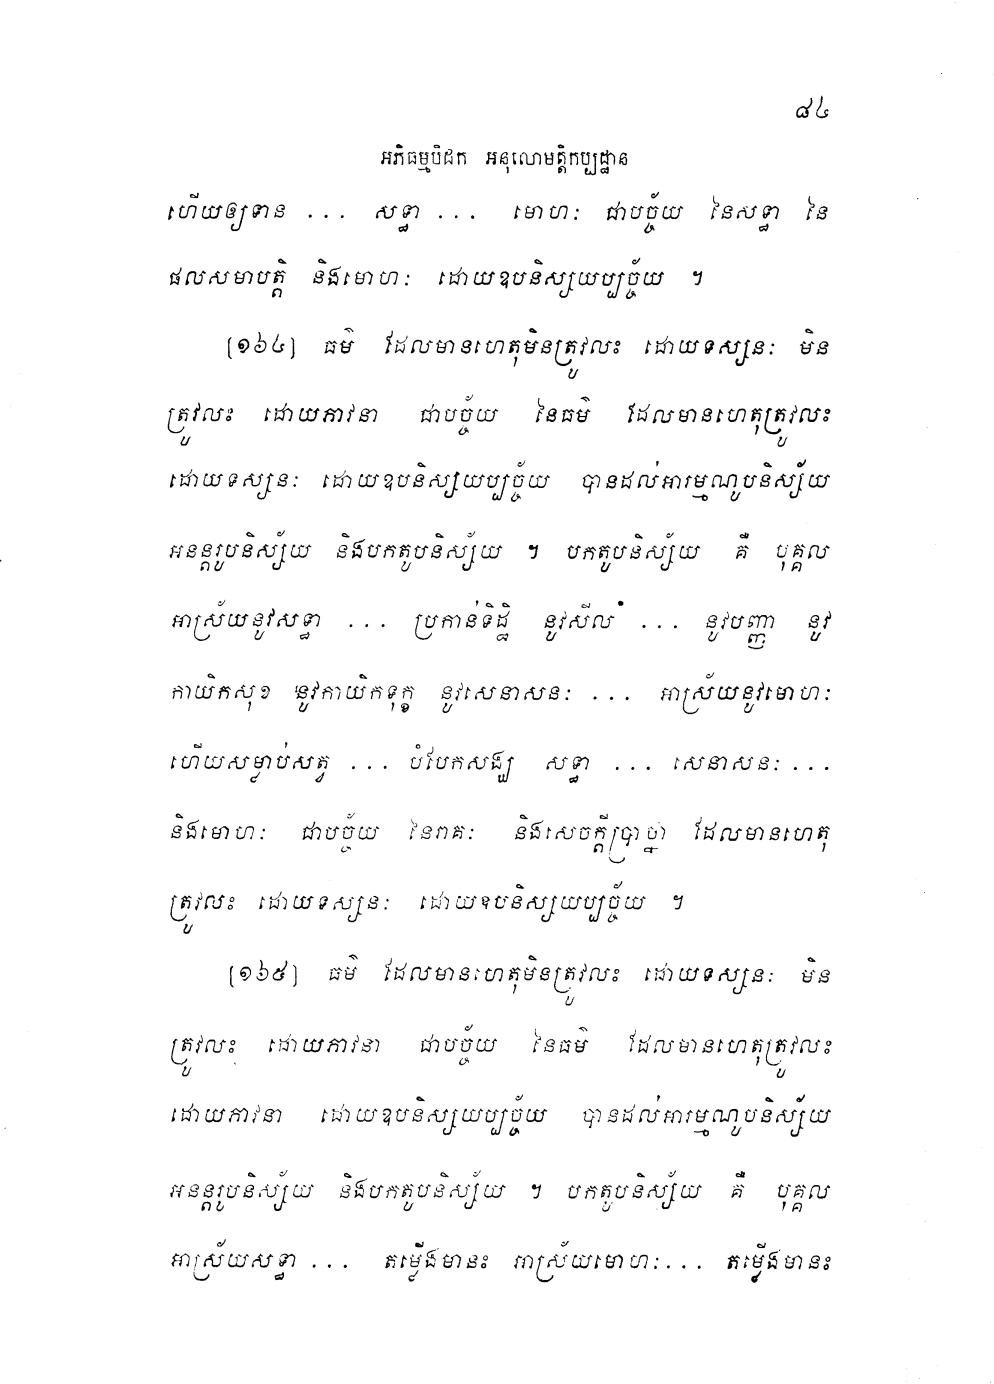 ៨៤
អភិធម្មបិដក អនុលោមត្តិកប្បដ្ឋាន
ហើយឲ្យទាន ... សទ្ធា ... មោហៈ ជាបច្ច័យ នៃសទ្ធា នៃ
ផលសមាបត្តិ និងមោហៈ ដោយឧបនិស្សយប្បច្ច័យ ។
[១៦៤] ធម៌ ដែលមានហេតុមិនត្រូវលះ ដោយទស្សនៈ មិន
ត្រូវលះ ដោយភាវនា ជាបច្ច័យ នៃធម៌ ដែលមានហេតុត្រូវលះ
ដោយទស្សនៈ ដោយឧបនិស្សយប្បច្ច័យ បានដល់អារម្មណូបនិស្ស័យ
អនន្តរូបនិស្ស័យ និងបកតូបនិស្ស័យ ។ បកតូបនិស្ស័យ គឺ បុគ្គល
អាស្រ័យនូវសទ្ធា ... ប្រកាន់ទិដ្ឋិ នូវសីល ... នូវបញ្ញា នូវ
កាយិកសុខ នូវកាយិកទុក្ខ នូវសេនាសនៈ ... អាស្រ័យនូវមោហៈ
ហើយសម្លាប់សត្វ ... បំបែកសង្ឃ សទ្ធា ... សេនាសនៈ ...
និងមោហៈ ជាបច្ច័យ នៃរាគៈ និងសេចក្តីប្រាថ្នា ដែលមានហេតុ
ត្រូវលះ ដោយទស្សនៈ ដោយឧបនិស្សយប្បច្ច័យ ។
[១៦៥] ធម៌ ដែលមានហេតុមិនត្រូវលះ ដោយទស្សនៈ មិន
ត្រូវលះ ដោយភាវនា ជាបច្ច័យ នៃធម៌ ដែលមានហេតុត្រូវលះ
ដោយភាវនា ដោយឧបនិស្សយប្បច្ច័យ បានដល់អារម្មណូបនិស្ស័យ
អនន្តរូបនិស្ស័យ និងបកតូបនិស្ស័យ ។ បកតូបនិស្ស័យ គឺ បុគ្គល
អាស្រ័យសទ្ធា ... តម្លើងមានះ អាស្រ័យមោហៈ ... តម្លើងមានះ